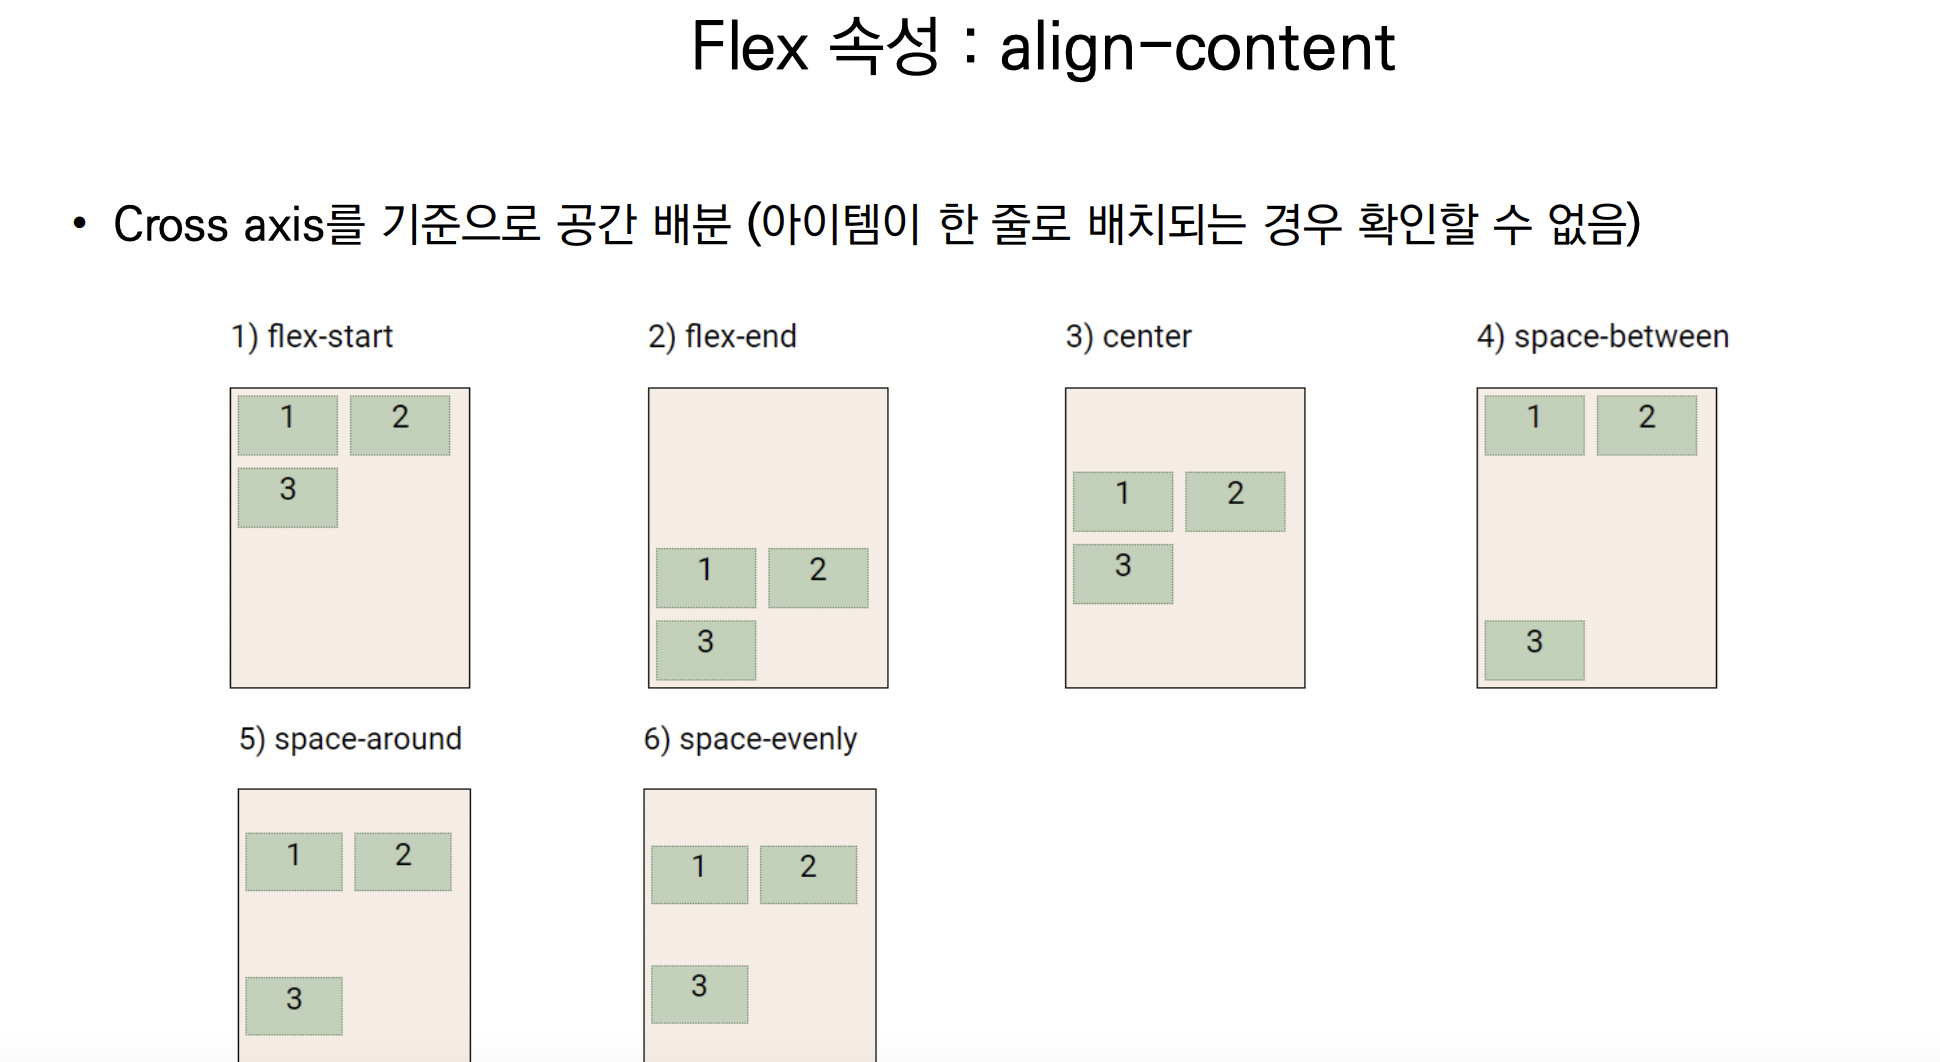 Flex 속성 : align-content
• Cross axis를 기준으로 공간 배분 (아이템이 한 줄로 배치되는 경우 확인할 수 없음)
1) flex-start
2) flex-end
3) center
4) space-between
1 2
3
1 2
3
1 2
3
1 2
3
5) space-around
6) space-evenly
1 2
3
1 2
3